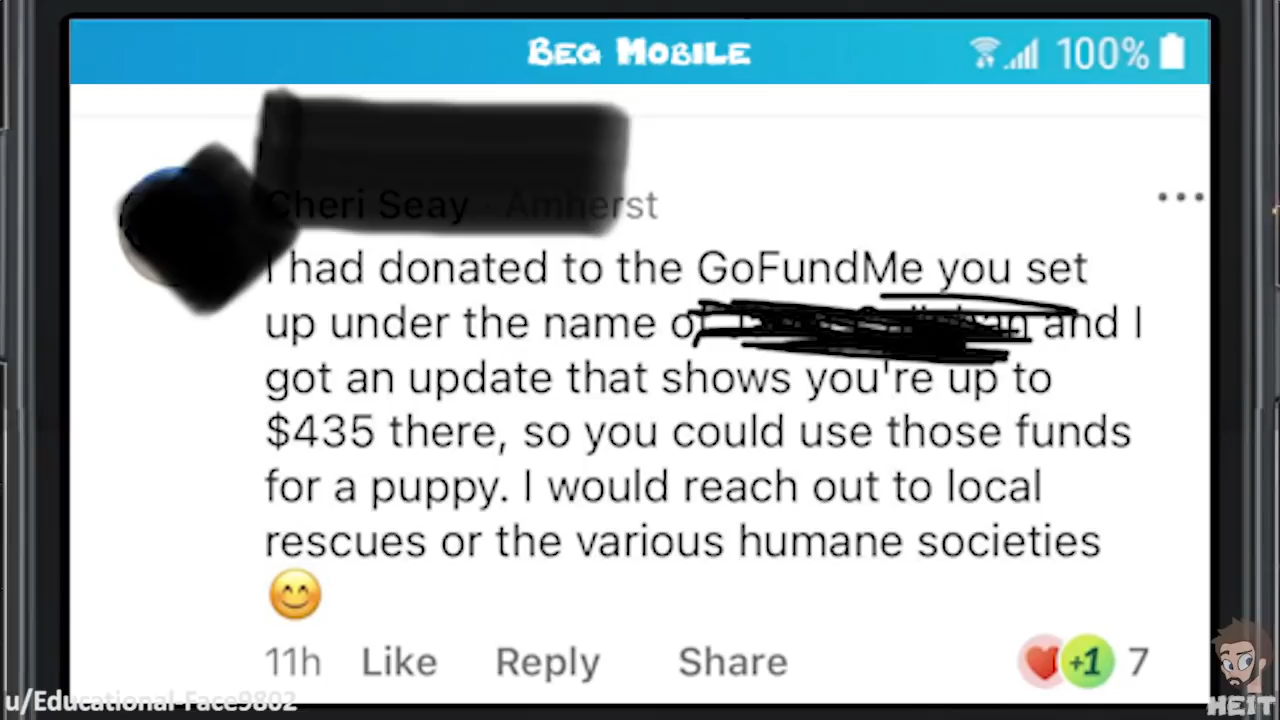 BEG MOBILE
100%
Amherst
I had donated to the GoFundMe you set
up under the name of and I
got an update that shows you're up to
$435 there, so you could use those funds
for a puppy. I would reach out to local
rescues or the various humane societies
😊
11h Like Reply Share +1 7
u/Educational-Face9802
HEIT